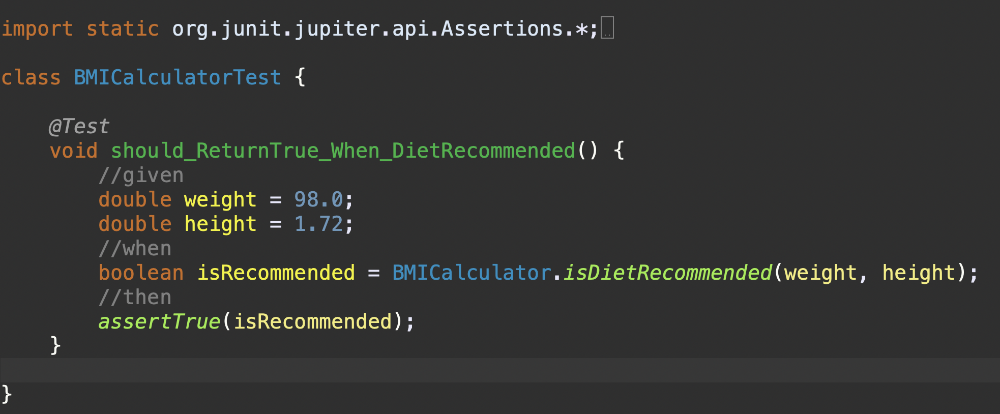 import static org.junit.jupiter.api.Assertions.*;
class BMICalculatorTest {
@Test
void should_ReturnTrue_When_DietRecommended() {
//given
double weight = 98.0;
double height = 1.72;
//when
boolean isRecommended = BMICalculator.isDietRecommended(weight, height);
//then
assertTrue(isRecommended);
}
}